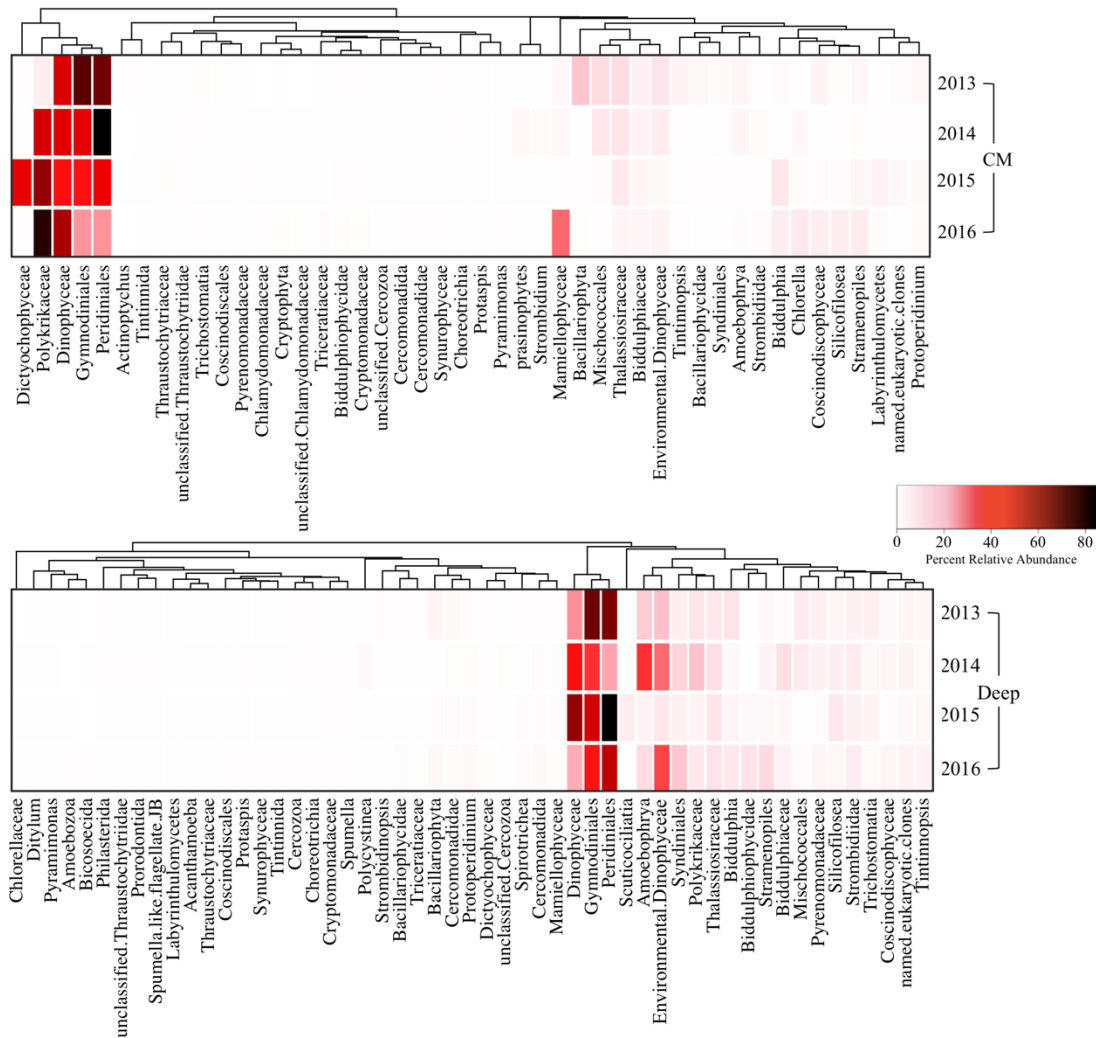 2013
2014
CM
2015
2016
Dictyochophyceae
Polykrikaceae
Dinophyceae
Gymnodiniales
Peridiniales
Actinoptychus
Tintinnida
Thraustochytriaceae
unclassified.Thraustochytriidae
Trichostomatia
Coscinodiscales
Pyrenomonadaceae
Chlamydomonadaceae
Cryptophyta
unclassified.Chlamydomonadaceae
Triceratiaceae
Biddulphiophycidae
Cryptomonadaceae
unclassified.Cercozoa
Cercomonadida
Cercomonadidae
Synurophyceae
Choreotrichia
Protaspis
Pyramimonas
prasinophytes
Strombidium
Mamiellophyceae
Bacillariophyta
Mischococcales
Thalassiosiraceae
Biddulphiaceae
Environmental.Dinophyceae
Tintinnopsis
Bacillariophycidae
Syndiniales
Amoebophrya
Strombidiidae
Biddulphia
Chlorella
Coscinodiscophyceae
Silicofilosea
Stramenopiles
Labyrinthulomycetes
named.eukaryotic.clones
Protoperidinium
0 20 40 60 80
Percent Relative Abundance
2013
2014
Deep
2015
2016
Chlorellaceae
Ditylum
Pyramimonas
Amoebozoa
Bicosoecida
Philasterida
unclassified.Thraustochytriidae
Prorodontida
Spumella.like.flagellate.JB
Labyrinthulomycetes
Acanthamoeba
Thraustochytriaceae
Coscinodiscales
Protaspis
Synurophyceae
Tintinnida
Cercozoa
Choreotrichia
Cryptomonadaceae
Spumella
Polycystinea
Strombidinopsis
Bacillariophycidae
Triceratiaceae
Bacillariophyta
Cercomonadidae
Protoperidinium
Dictyochophyceae
unclassified.Cercozoa
Spirotrichea
Cercomonadida
Mamiellophyceae
Dinophyceae
Gymnodiniales
Peridiniales
Scuticociliatia
Amoebophrya
Environmental.Dinophyceae
Syndiniales
Polykrikaceae
Thalassiosiraceae
Biddulphia
Biddulphiophycidae
Stramenopiles
Biddulphiaceae
Mischococcales
Pyrenomonadaceae
Silicofilosea
Strombidiidae
Trichostomatia
Coscinodiscophyceae
named.eukaryotic.clones
Tintinnopsis